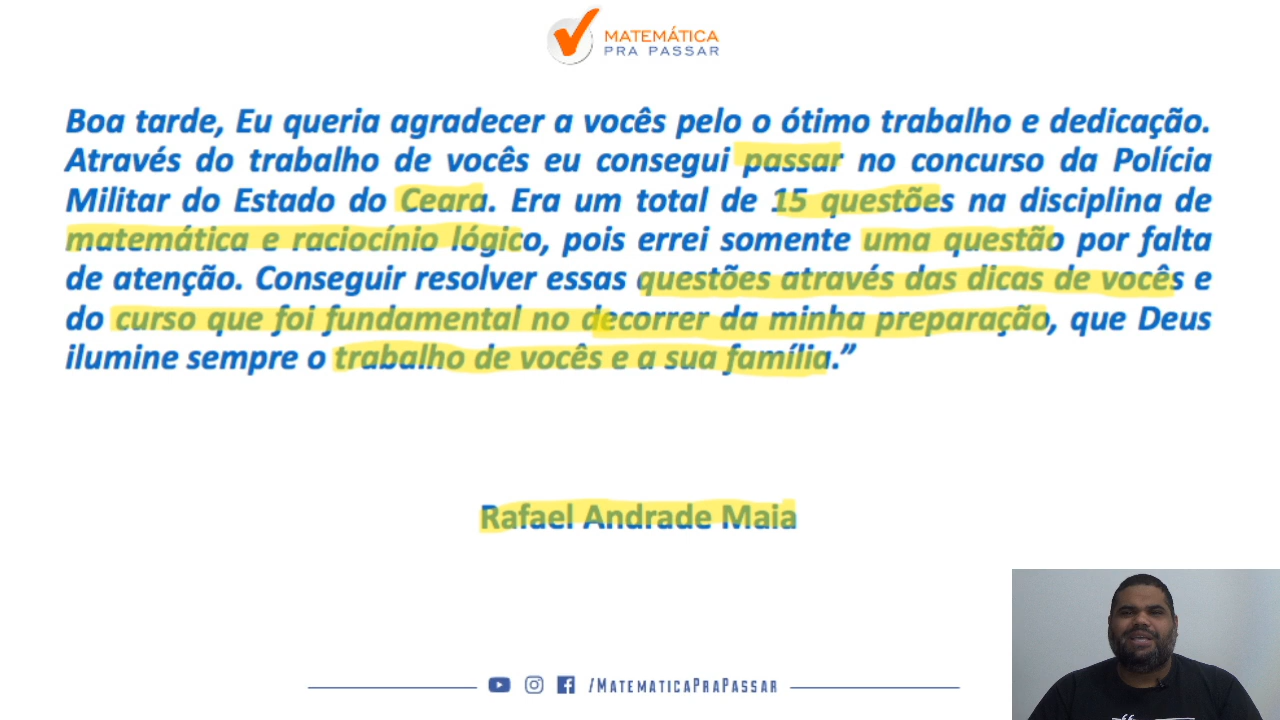 MATEMÁTICA
PRA PASSAR
Boa tarde, Eu queria agradecer a vocês pelo o ótimo trabalho e dedicação.
Através do trabalho de vocês eu consegui passar no concurso da Polícia
Militar do Estado do Ceara. Era um total de 15 questões na disciplina de
matemática e raciocínio lógico, pois errei somente uma questão por falta
de atenção. Conseguir resolver essas questões através das dicas de vocês e
do curso que foi fundamental no decorrer da minha preparação, que Deus
ilumine sempre o trabalho de vocês e a sua família.”
Rafael Andrade Maia
/MATEMATICAPRAPASSAR